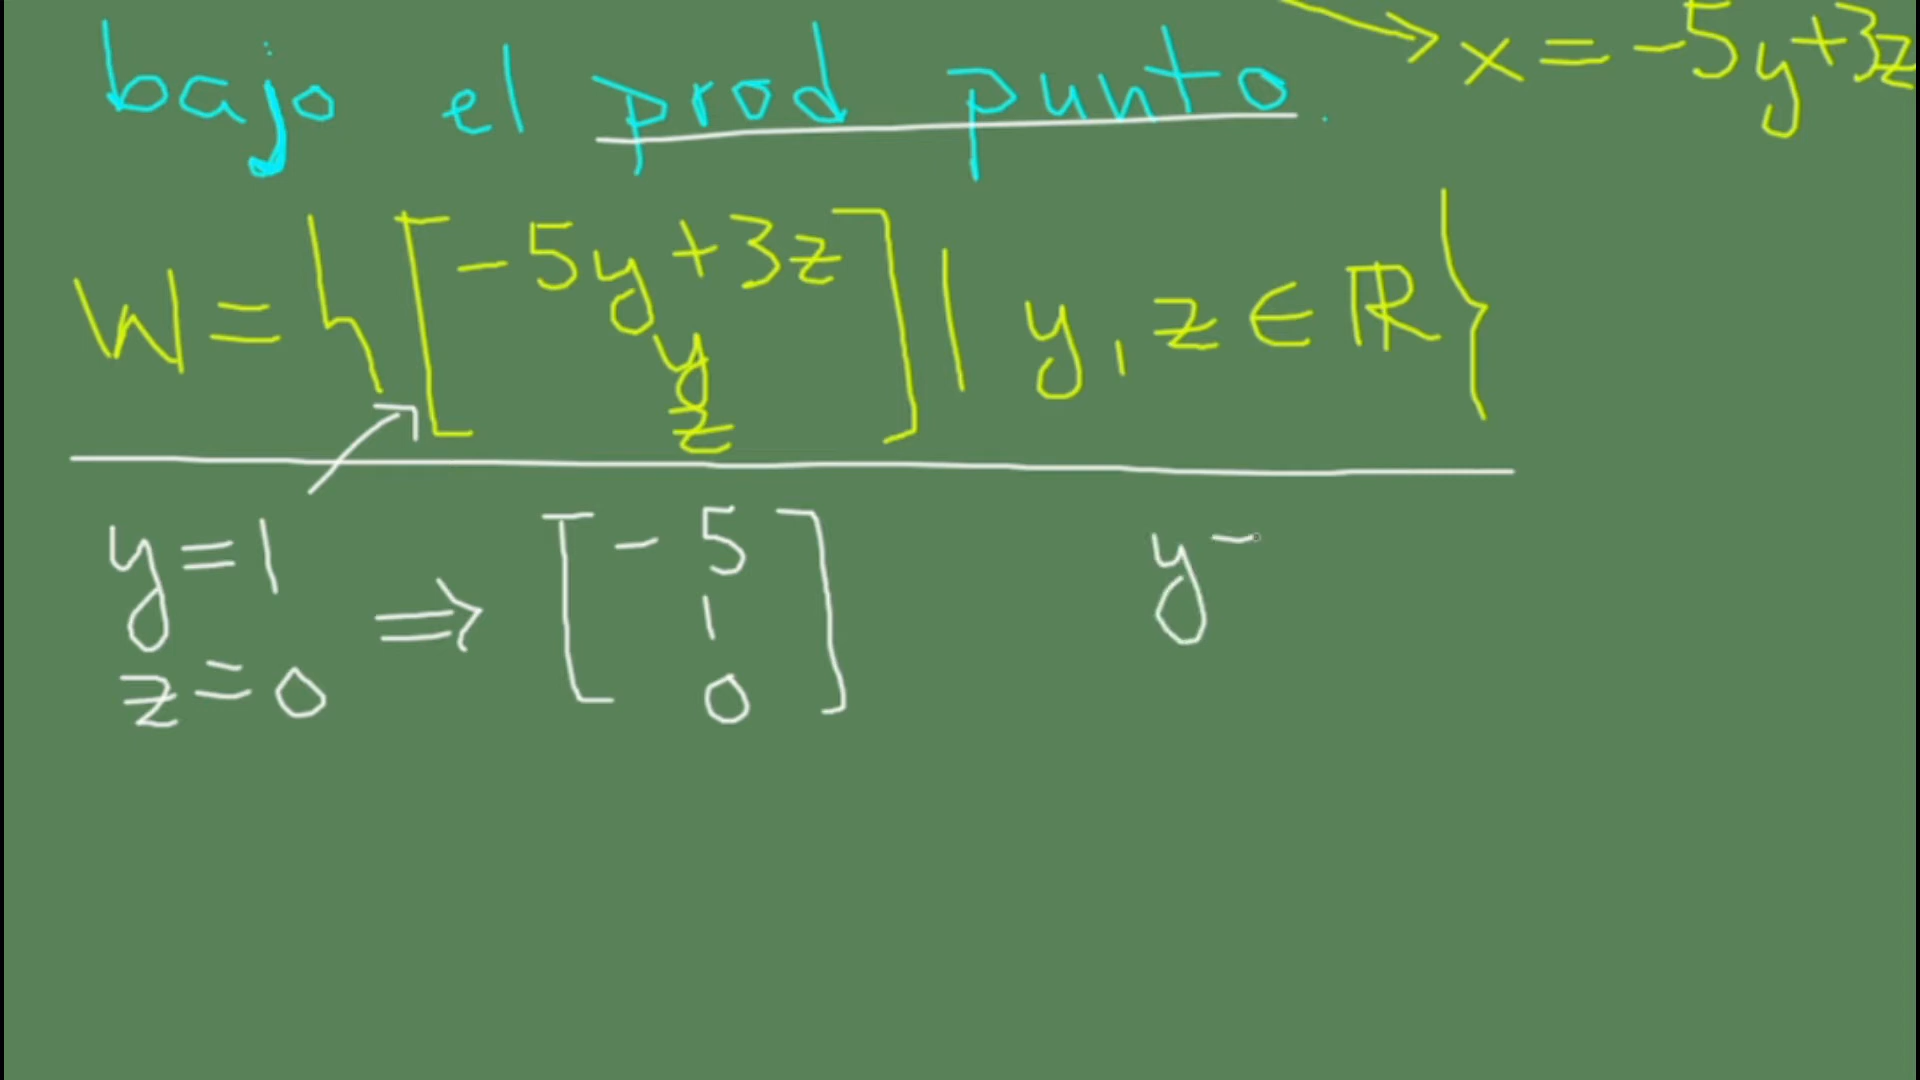 bajo el prod punto.
x = -5y+3z
W = { [ -5y+3z
y
z ] | y, z ∈ ℝ }
y=1
z=0
⇒ [ -5
1
0 ]
y -